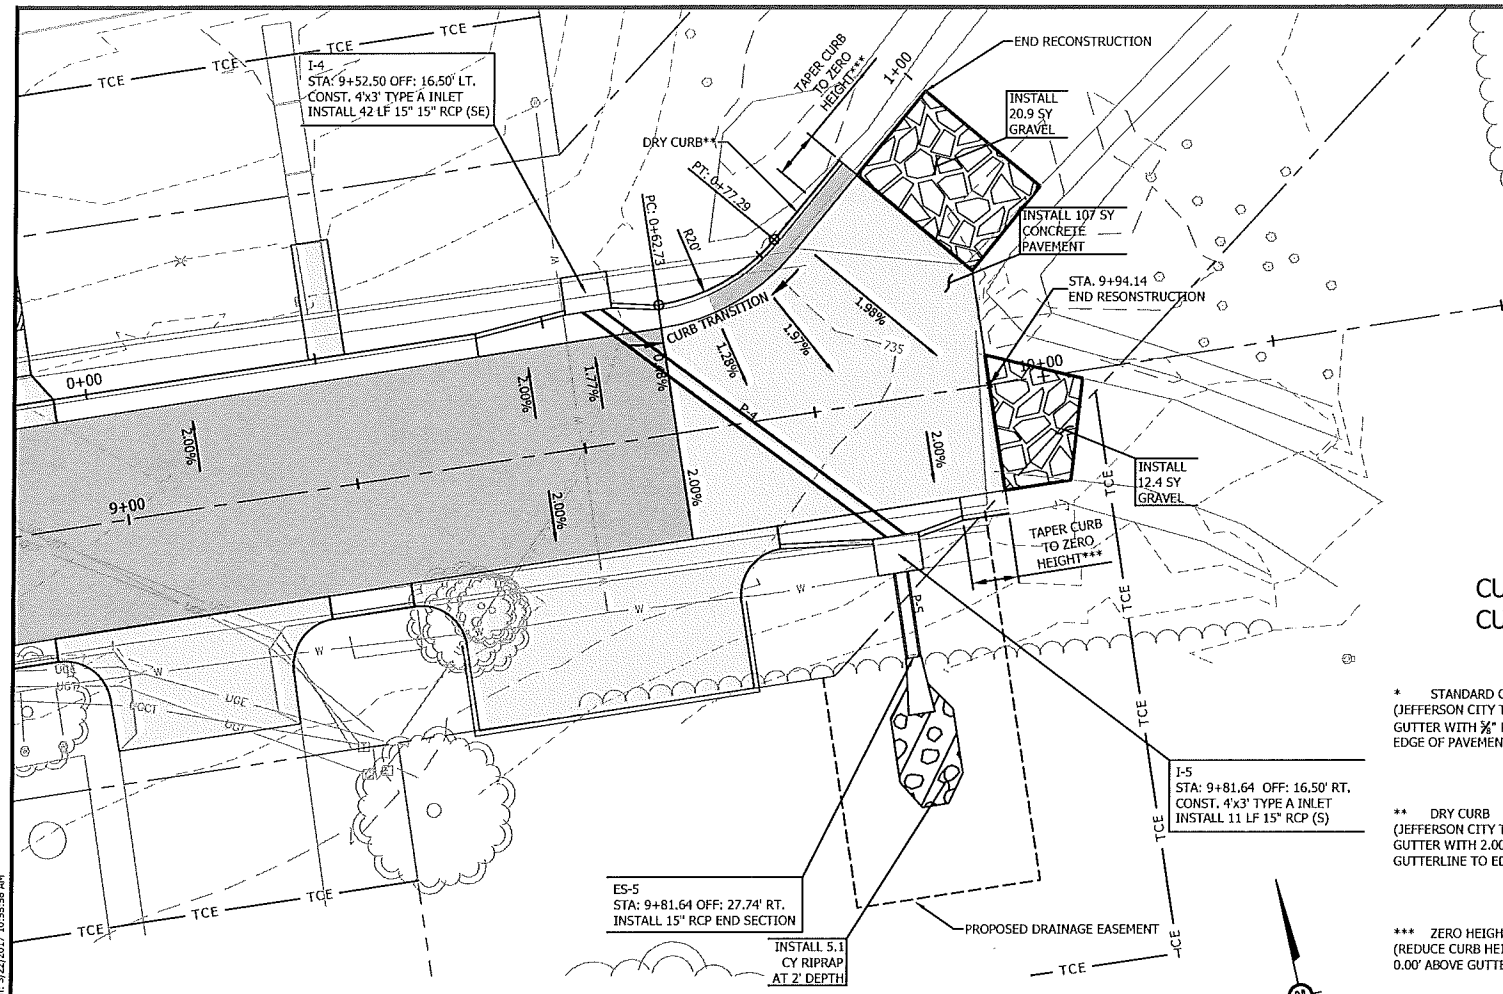 TCE
TCE
TCE
TCE
I-4
STA: 9+52.50 OFF: 16.50' LT.
CONST. 4'x3' TYPE A INLET
INSTALL 42 LF 15" 15" RCP (SE)
TAPER CURB
TO ZERO
HEIGHT***
1+00
END RECONSTRUCTION
INSTALL
20.9 SY
GRAVEL
DRY CURB**
PT: 0+77.29
PC: 0+62.73
R20'
INSTALL 107 SY
CONCRETE
PAVEMENT
STA. 9+94.14
END RESONSTRUCTION
W
CURB TRANSITION
1.98%
1.97%
1.28%
735
10+00
0+00
2.00%
2.00%
1.77%
P-4
2.00%
2.00%
2.00%
9+00
INSTALL
12.4 SY
GRAVEL
TCE
TAPER CURB
TO ZERO
HEIGHT***
W
W
W
W
W
P-5
TCE
UGE
UGT
UGE
UGT
CU
CU
* STANDARD C
(JEFFERSON CITY T
GUTTER WITH
EDGE OF PAVEMEN
TCE
I-5
STA: 9+81.64 OFF: 16.50' RT.
CONST. 4'x3' TYPE A INLET
INSTALL 11 LF 15" RCP (S)
TCE
** DRY CURB
(JEFFERSON CITY T
GUTTER WITH 2.00
GUTTERLINE TO ED
ES-5
STA: 9+81.64 OFF: 27.74' RT.
INSTALL 15" RCP END SECTION
TCE
TCE
TCE
INSTALL 5.1
CY RIPRAP
AT 2' DEPTH
PROPOSED DRAINAGE EASEMENT
TCE
TCE
*** ZERO HEIGH
(REDUCE CURB HEI
0.00' ABOVE GUTTE